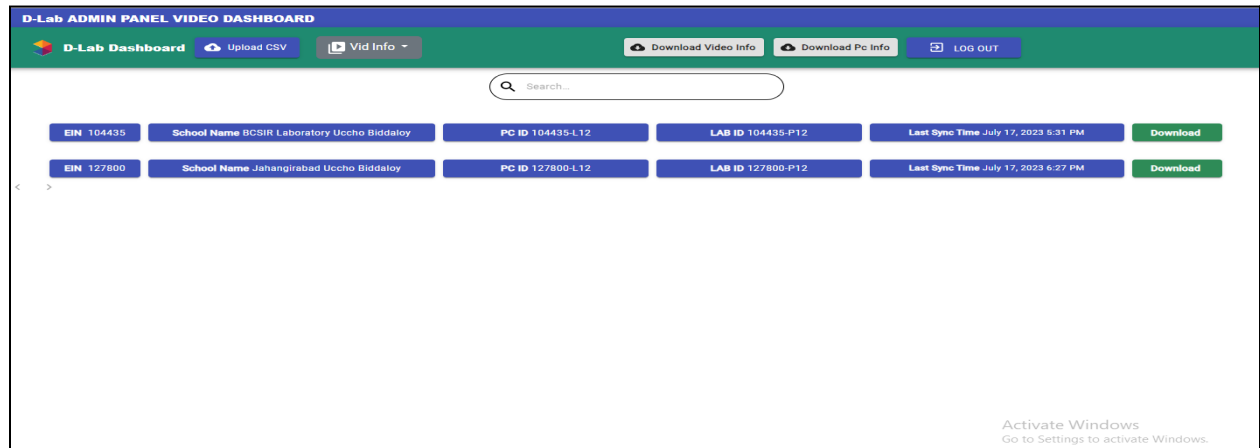 D-Lab ADMIN PANEL VIDEO DASHBOARD
D-Lab Dashboard Upload CSV Vid Info Download Video Info Download Pc Info LOG OUT
Search...
EIN 104435 School Name BCSIR Laboratory Uccho Biddaloy PC ID 104435-L12 LAB ID 104435-P12 Last Sync Time July 17, 2023 5:31 PM Download
EIN 127800 School Name Jahangirabad Uccho Biddaloy PC ID 127800-L12 LAB ID 127800-P12 Last Sync Time July 17, 2023 6:27 PM Download
< >
Activate Windows
Go to Settings to activate Windows.